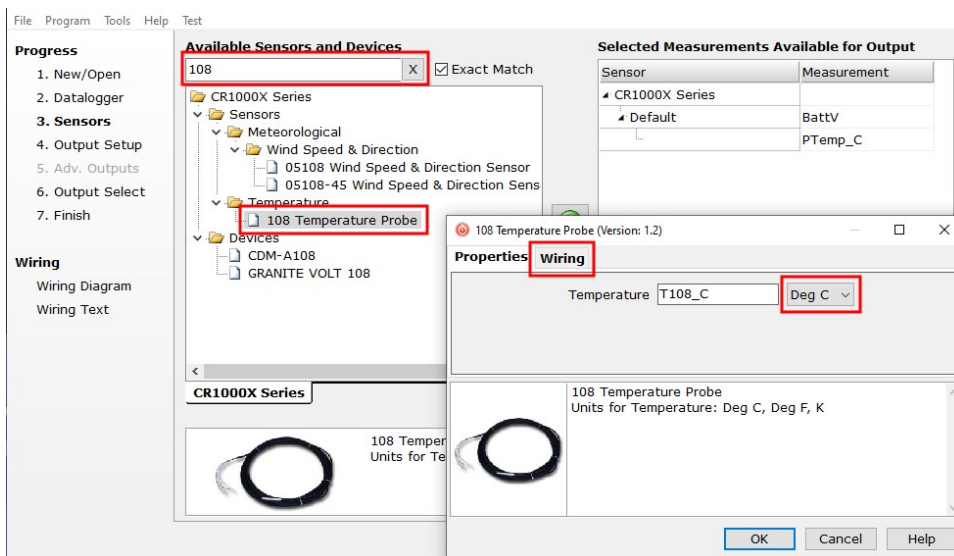 File Program Tools Help Test
Progress
1. New/Open
2. Datalogger
3. Sensors
4. Output Setup
5. Adv. Outputs
6. Output Select
7. Finish
Wiring
Wiring Diagram
Wiring Text
Available Sensors and Devices
108 X Exact Match
CR1000X Series
Sensors
Meteorological
Wind Speed & Direction
05108 Wind Speed & Direction Sensor
05108-45 Wind Speed & Direction Sens
Temperature
108 Temperature Probe
Devices
CDM-A108
GRANITE VOLT 108
CR1000X Series
108 Temper
Units for Te
Selected Measurements Available for Output
Sensor Measurement
CR1000X Series
Default BattV
PTemp_C
108 Temperature Probe (Version: 1.2)
Properties Wiring
Temperature T108_C Deg C
108 Temperature Probe
Units for Temperature: Deg C, Deg F, K
OK Cancel Help